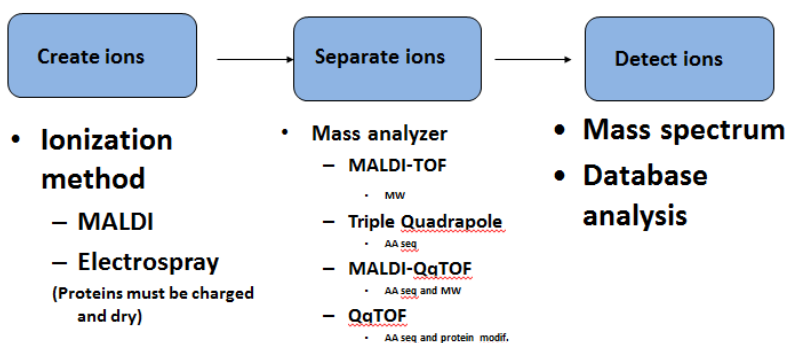 Create ions
Separate ions
Detect ions
• Ionization
method
– MALDI
– Electrospray
(Proteins must be charged
and dry)
• Mass analyzer
– MALDI-TOF
• MW
– Triple Quadrapole
• AA seq
– MALDI-QqTOF
• AA seq and MW
– QqTOF
• AA seq and protein modif.
• Mass spectrum
• Database
analysis